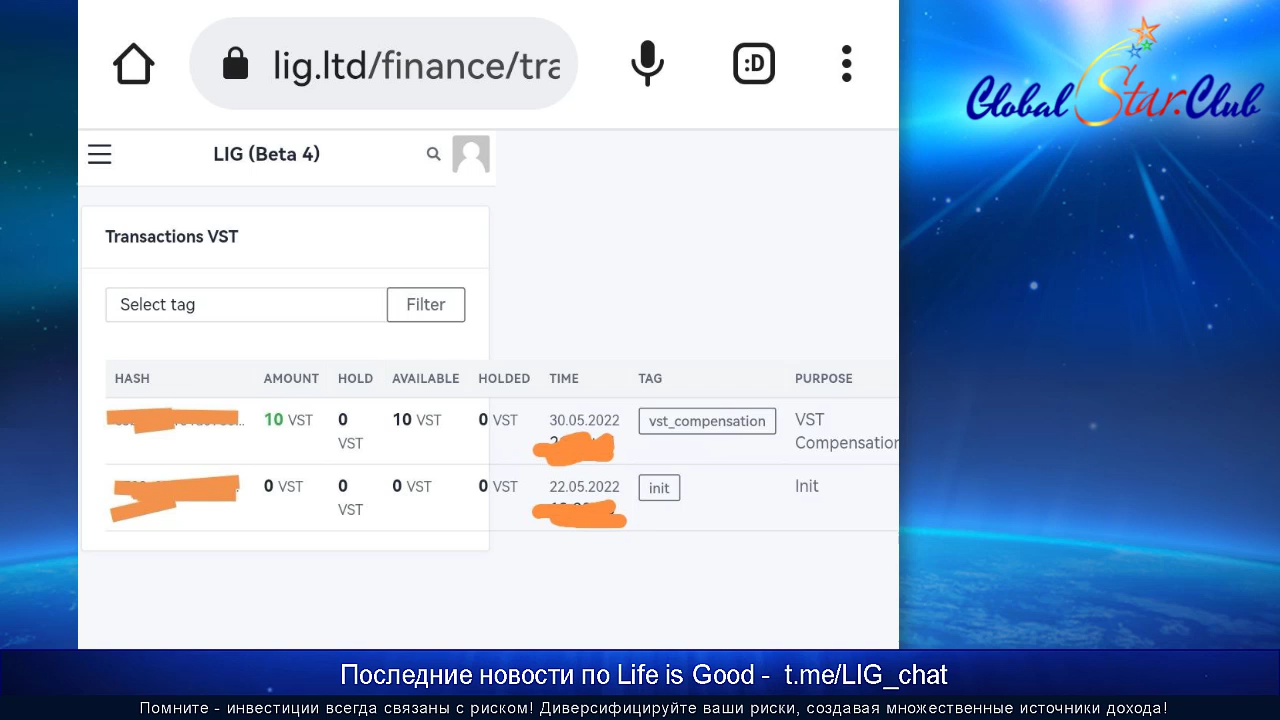 lig.ltd/finance/tra
:D
Global Star.Club
LIG (Beta 4)
Transactions VST
Select tag
Filter
HASH AMOUNT HOLD AVAILABLE HOLDED TIME TAG PURPOSE
10 VST 0 VST 10 VST 0 VST 30.05.2022 vst_compensation VST Compensation
0 VST 0 VST 0 VST 0 VST 22.05.2022 init Init
Последние новости по Life is Good - t.me/LIG_chat
Помните - инвестиции всегда связаны с риском! Диверсифицируйте ваши риски, создавая множественные источники дохода!